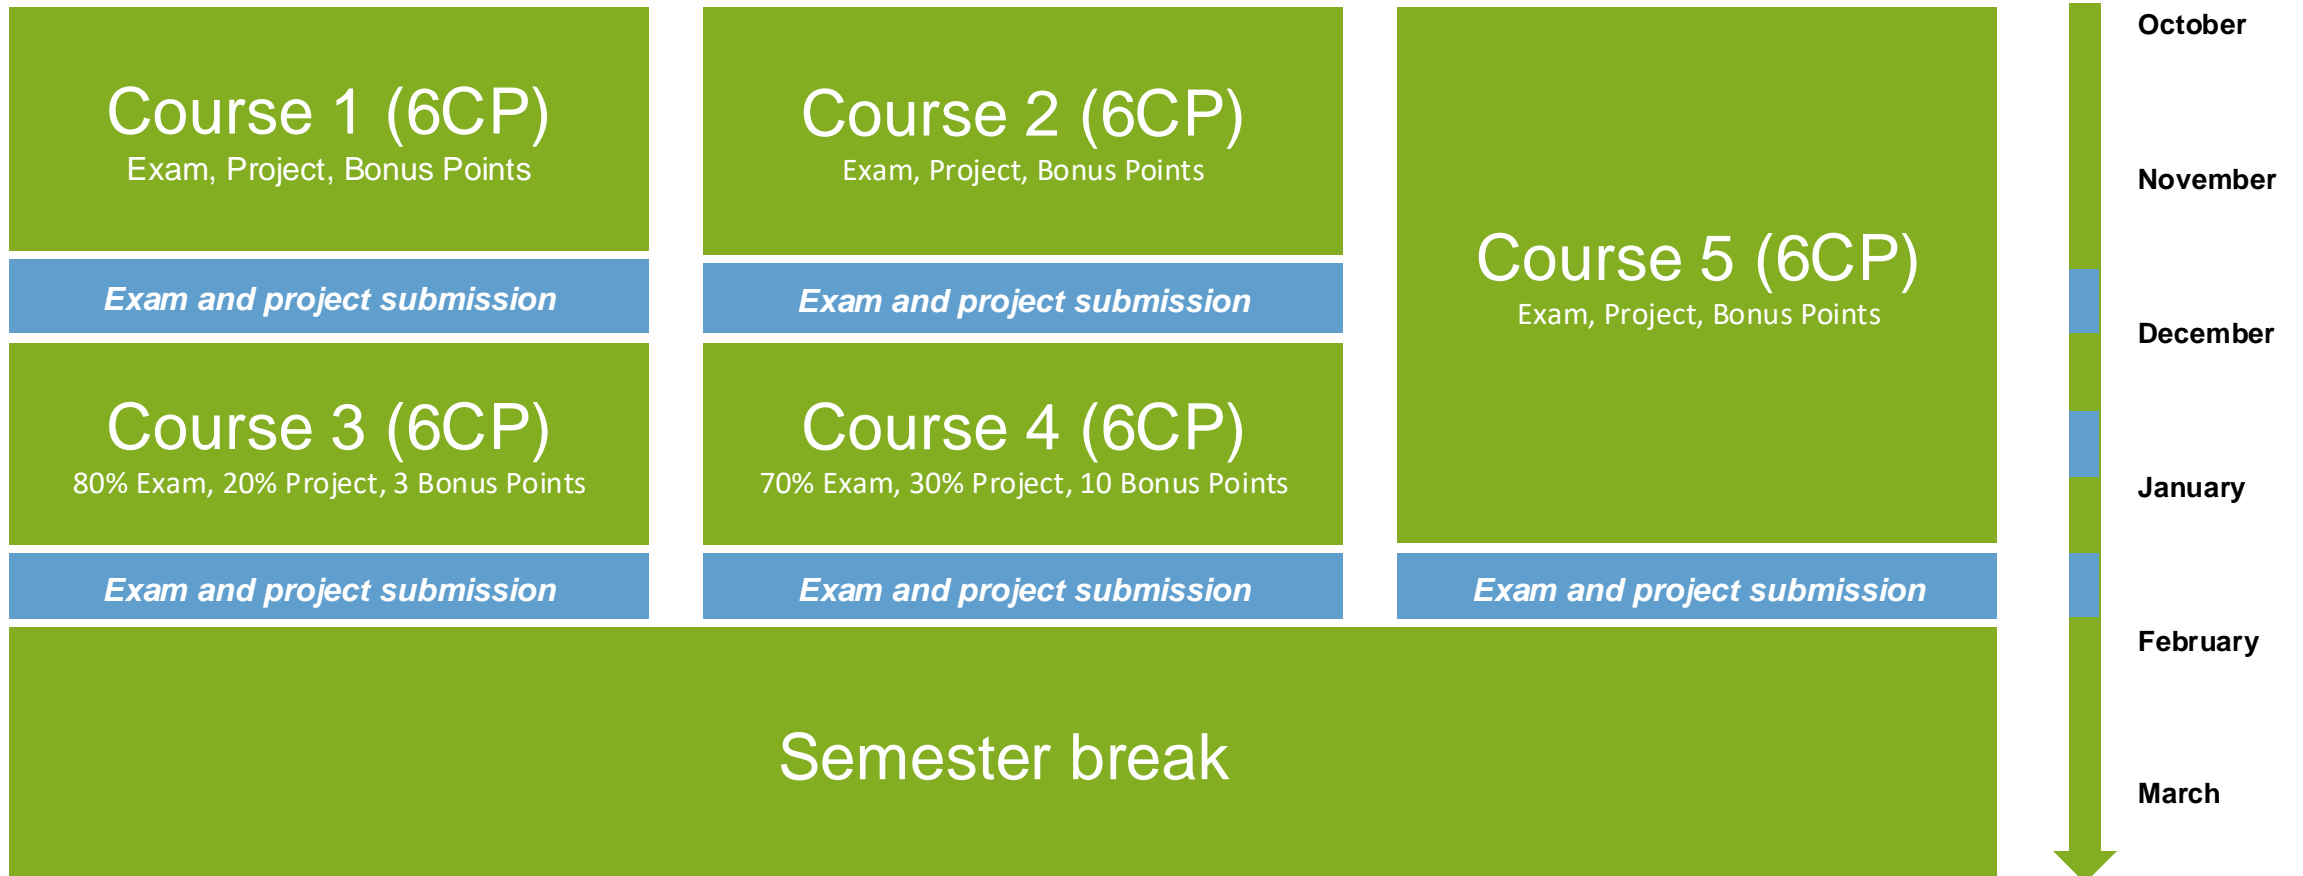 Course 1 (6CP)
Exam, Project, Bonus Points
Exam and project submission
Course 3 (6CP)
80% Exam, 20% Project, 3 Bonus Points
Exam and project submission
Course 2 (6CP)
Exam, Project, Bonus Points
Exam and project submission
Course 4 (6CP)
70% Exam, 30% Project, 10 Bonus Points
Exam and project submission
Course 5 (6CP)
Exam, Project, Bonus Points
Exam and project submission
Semester break
October
November
December
January
February
March